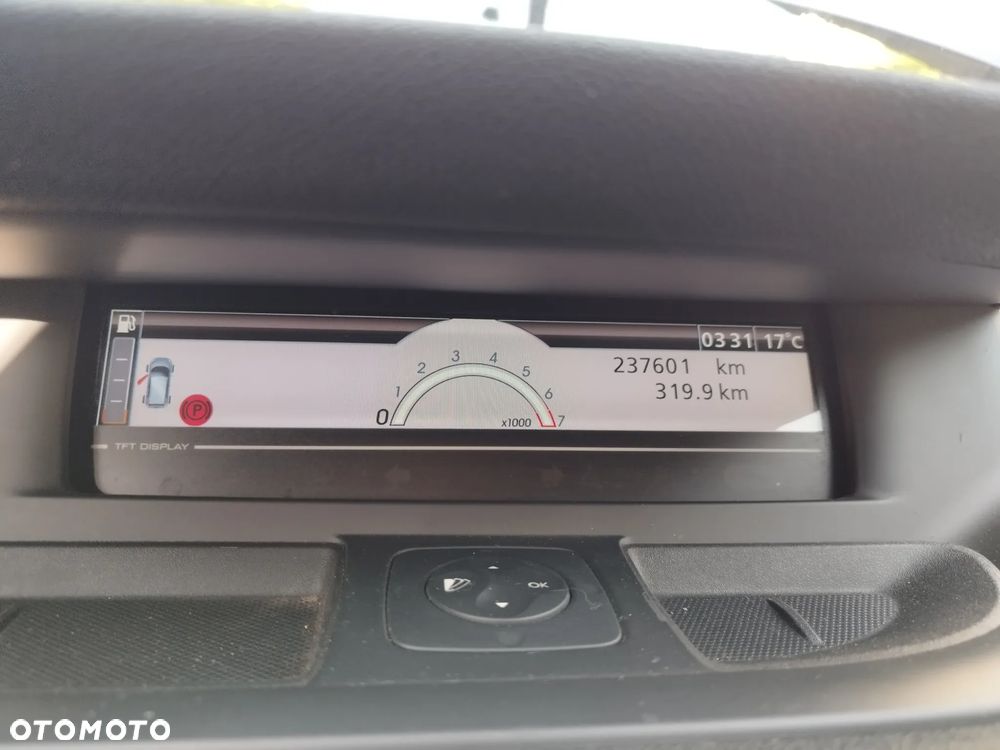 03 31 17°C
237601 km
319.9 km
0 1 2 3 4 5 6 7
x1000
P
TFT DISPLAY
OK
OTOMOTO